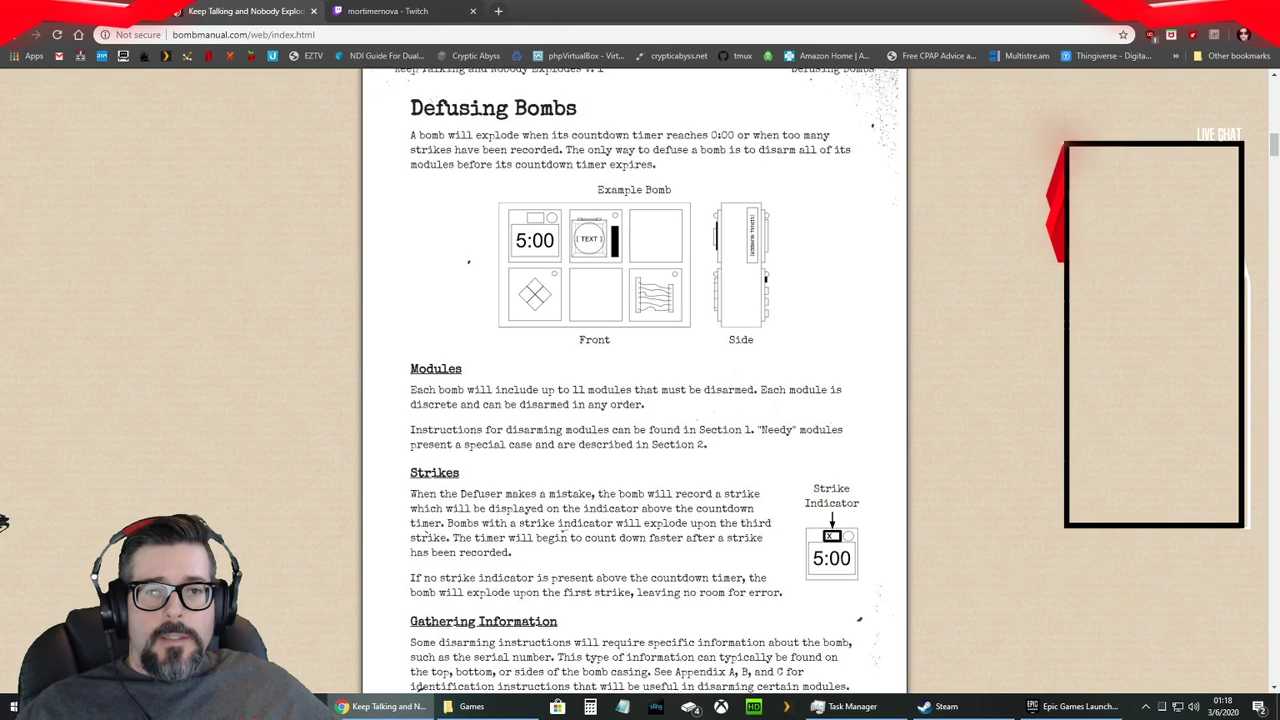 Keep Talking and Nobody Explod
mortimernova - Twitch
Not secure
bombmanual.com/web/index.html
Apps
EZTV
NDI Guide For Dual...
Cryptic Abyss
phpVirtualBox - Virt...
crypticabyss.net
tmux
Amazon Home | A...
Free CPAP Advice a...
Multistre.am
Thingiverse - Digita...
Other bookmarks
Keep Talking and Nobody Explodes v. 1
Defusing Bombs
LIVE CHAT
Defusing Bombs
A bomb will explode when its countdown timer reaches 0:00 or when too many
strikes have been recorded. The only way to defuse a bomb is to disarm all of its
modules before its countdown timer expires.
Example Bomb
5:00
[ TEXT ]
Front
Side
Modules
Each bomb will include up to 11 modules that must be disarmed. Each module is
discrete and can be disarmed in any order.
Instructions for disarming modules can be found in Section 1. "Needy" modules
present a special case and are described in Section 2.
Strikes
When the Defuser makes a mistake, the bomb will record a strike
which will be displayed on the indicator above the countdown
timer. Bombs with a strike indicator will explode upon the third
strike. The timer will begin to count down faster after a strike
has been recorded.
If no strike indicator is present above the countdown timer, the
bomb will explode upon the first strike, leaving no room for error.
Strike
Indicator
X
5:00
Gathering Information
Some disarming instructions will require specific information about the bomb,
such as the serial number. This type of information can typically be found on
the top, bottom, or sides of the bomb casing. See Appendix A, B, and C for
identification instructions that will be useful in disarming certain modules.
Keep Talking and N...
Games
Task Manager
Steam
Epic Games Launc...
01:18
3/6/2020